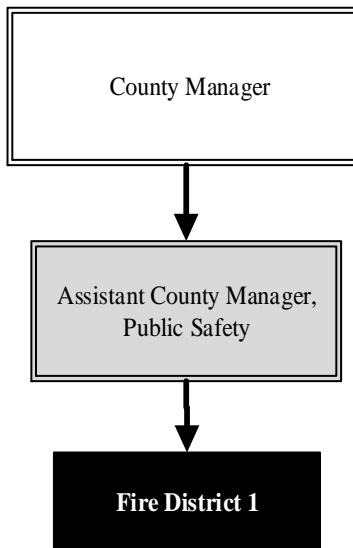 County Manager
Assistant County Manager,
Public Safety
Fire District 1